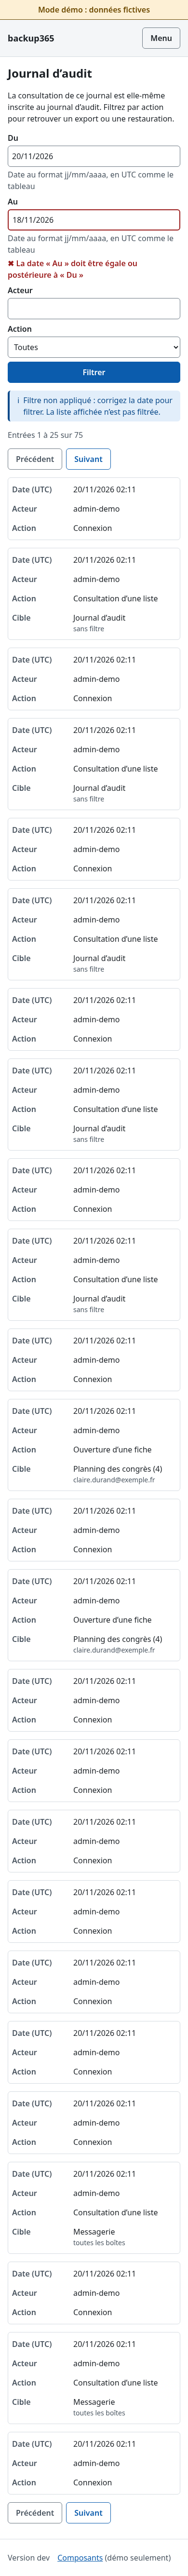 Mode démo : données fictives
backup365
Menu
Journal d’audit
La consultation de ce journal est elle-même
inscrite au journal d’audit. Filtrez par action
pour retrouver un export ou une restauration.
Du
20/11/2026
Date au format jj/mm/aaaa, en UTC comme le
tableau
Au
18/11/2026
Date au format jj/mm/aaaa, en UTC comme le
tableau
✖ La date « Au » doit être égale ou
postérieure à « Du »
Acteur
Action
Toutes
Filtrer
i Filtre non appliqué : corrigez la date pour
filtrer. La liste affichée n’est pas filtrée.
Entrées 1 à 25 sur 75
Précédent Suivant
Date (UTC) 20/11/2026 02:11
Acteur admin-demo
Action Connexion
Date (UTC) 20/11/2026 02:11
Acteur admin-demo
Action Consultation d’une liste
Cible Journal d’audit
sans filtre
Date (UTC) 20/11/2026 02:11
Acteur admin-demo
Action Connexion
Date (UTC) 20/11/2026 02:11
Acteur admin-demo
Action Consultation d’une liste
Cible Journal d’audit
sans filtre
Date (UTC) 20/11/2026 02:11
Acteur admin-demo
Action Connexion
Date (UTC) 20/11/2026 02:11
Acteur admin-demo
Action Consultation d’une liste
Cible Journal d’audit
sans filtre
Date (UTC) 20/11/2026 02:11
Acteur admin-demo
Action Connexion
Date (UTC) 20/11/2026 02:11
Acteur admin-demo
Action Consultation d’une liste
Cible Journal d’audit
sans filtre
Date (UTC) 20/11/2026 02:11
Acteur admin-demo
Action Connexion
Date (UTC) 20/11/2026 02:11
Acteur admin-demo
Action Consultation d’une liste
Cible Journal d’audit
sans filtre
Date (UTC) 20/11/2026 02:11
Acteur admin-demo
Action Connexion
Date (UTC) 20/11/2026 02:11
Acteur admin-demo
Action Ouverture d’une fiche
Cible Planning des congrès (4)
claire.durand@exemple.fr
Date (UTC) 20/11/2026 02:11
Acteur admin-demo
Action Connexion
Date (UTC) 20/11/2026 02:11
Acteur admin-demo
Action Ouverture d’une fiche
Cible Planning des congrès (4)
claire.durand@exemple.fr
Date (UTC) 20/11/2026 02:11
Acteur admin-demo
Action Connexion
Date (UTC) 20/11/2026 02:11
Acteur admin-demo
Action Connexion
Date (UTC) 20/11/2026 02:11
Acteur admin-demo
Action Connexion
Date (UTC) 20/11/2026 02:11
Acteur admin-demo
Action Connexion
Date (UTC) 20/11/2026 02:11
Acteur admin-demo
Action Connexion
Date (UTC) 20/11/2026 02:11
Acteur admin-demo
Action Connexion
Date (UTC) 20/11/2026 02:11
Acteur admin-demo
Action Connexion
Date (UTC) 20/11/2026 02:11
Acteur admin-demo
Action Consultation d’une liste
Cible Messagerie
toutes les boîtes
Date (UTC) 20/11/2026 02:11
Acteur admin-demo
Action Connexion
Date (UTC) 20/11/2026 02:11
Acteur admin-demo
Action Consultation d’une liste
Cible Messagerie
toutes les boîtes
Date (UTC) 20/11/2026 02:11
Acteur admin-demo
Action Connexion
Précédent Suivant
Version dev Composants (démo seulement)